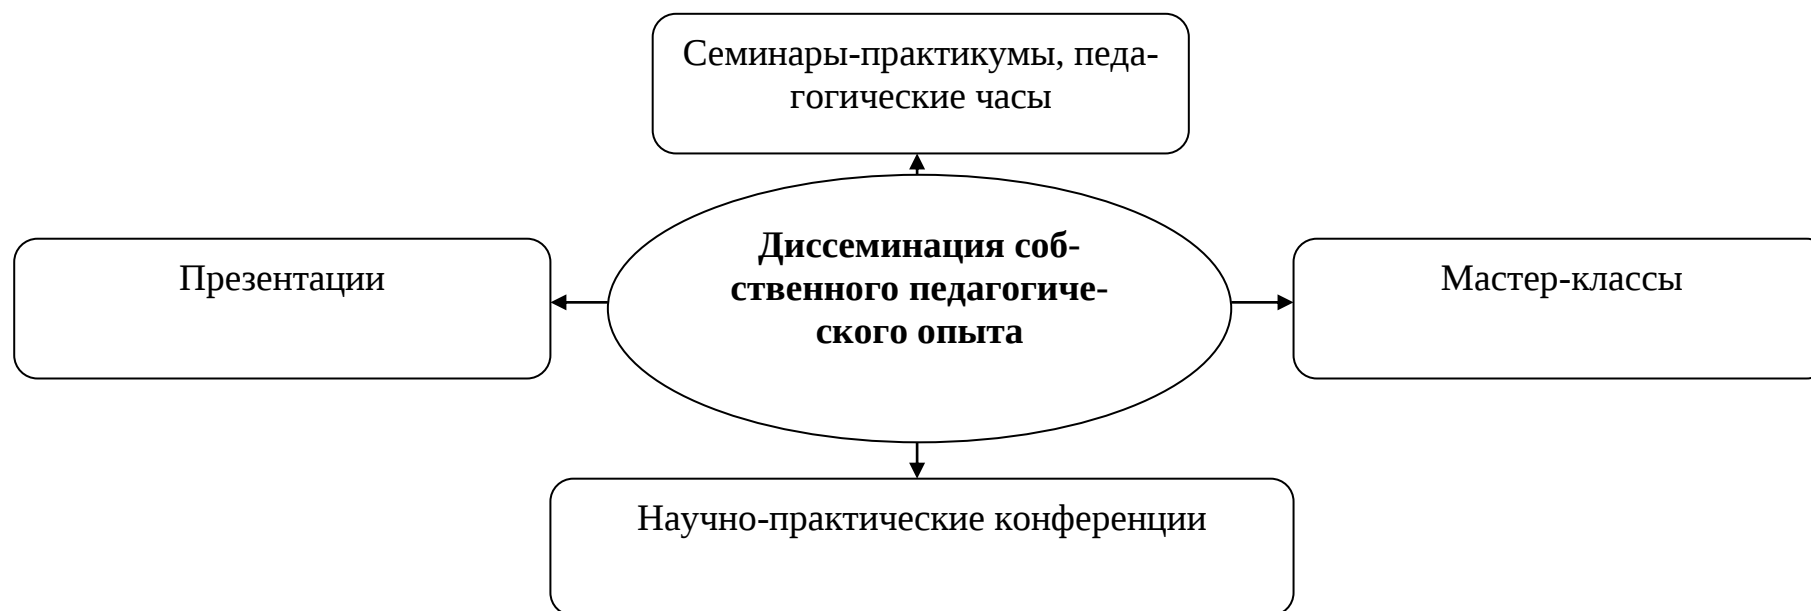 Семинары-практикумы, педа-
гогические часы
Диссеминация соб-
ственного педагогиче-
ского опыта
Презентации
Мастер-классы
Научно-практические конференции